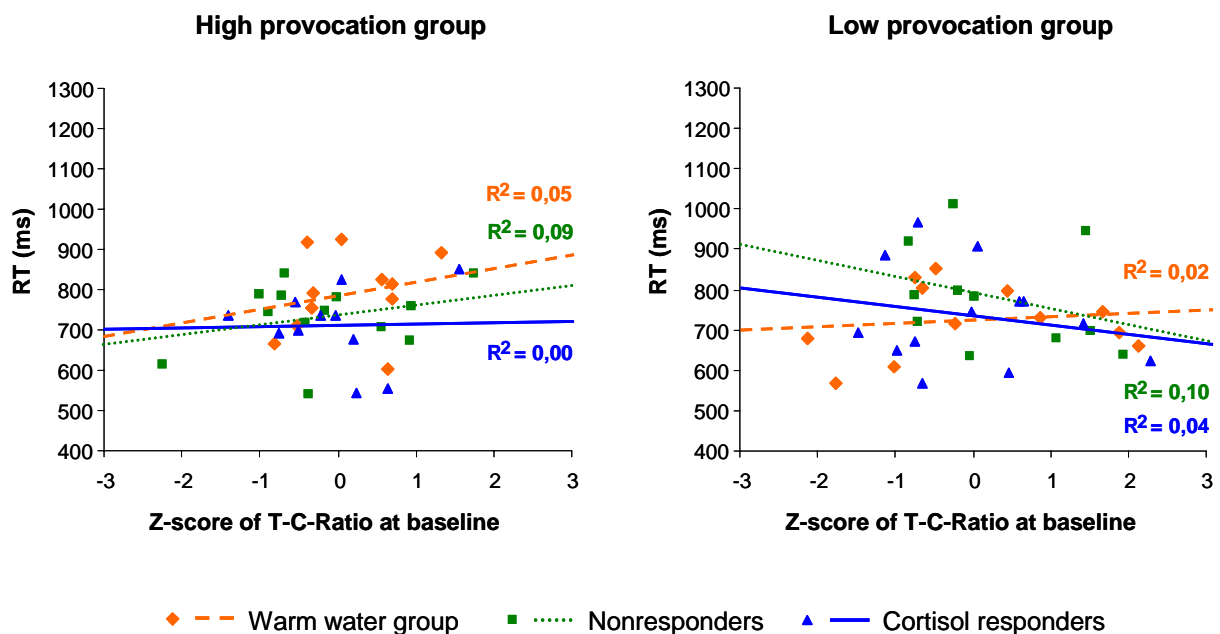 High provocation group
RT (ms)
1300
1200
1100
1000
900
800
700
600
500
400
-3 -2 -1 0 1 2 3
R² = 0,05
R² = 0,09
R² = 0,00
Z-score of T-C-Ratio at baseline
Low provocation group
RT (ms)
1300
1200
1100
1000
900
800
700
600
500
400
-3 -2 -1 0 1 2 3
R² = 0,02
R² = 0,10
R² = 0,04
Z-score of T-C-Ratio at baseline
Warm water group Nonresponders Cortisol responders